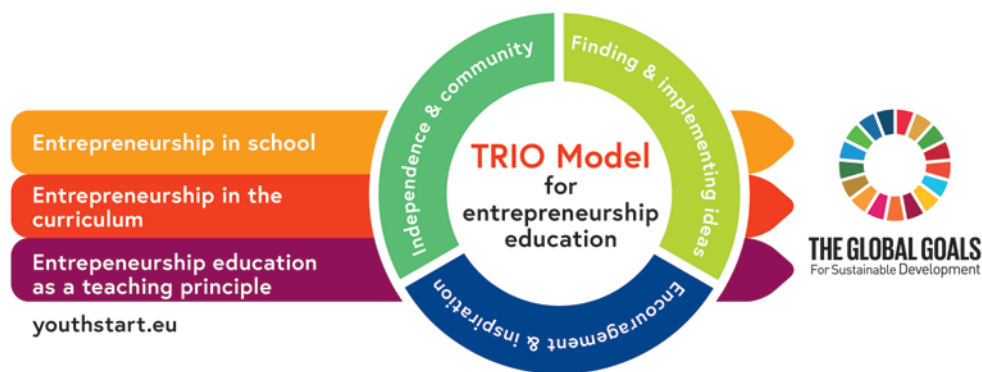 Entrepreneurship in school
Entrepreneurship in the
curriculum
Entrepeneurship education
as a teaching principle
youthstart.eu
Independence & community
Finding & implementing ideas
Encouragement & inspiration
TRIO Model
for
entrepreneurship
education
THE GLOBAL GOALS
For Sustainable Development